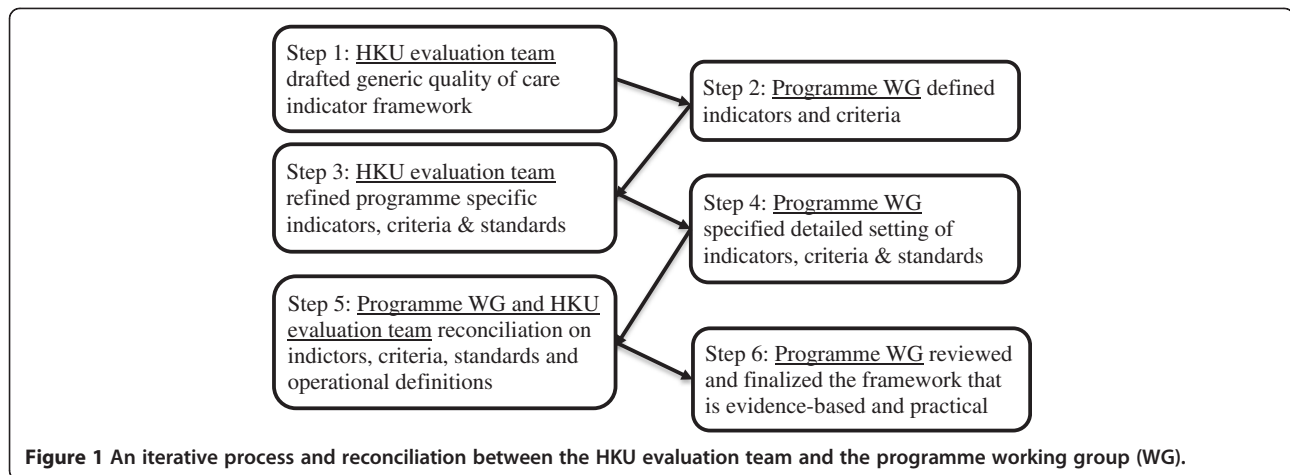 Step 1: HKU evaluation team
drafted generic quality of care
indicator framework
Step 2: Programme WG defined
indicators and criteria
Step 3: HKU evaluation team
refined programme specific
indicators, criteria & standards
Step 4: Programme WG
specified detailed setting of
indicators, criteria & standards
Step 5: Programme WG and HKU
evaluation team reconciliation on
indictors, criteria, standards and
operational definitions
Step 6: Programme WG reviewed
and finalized the framework that
is evidence-based and practical
Figure 1 An iterative process and reconciliation between the HKU evaluation team and the programme working group (WG).